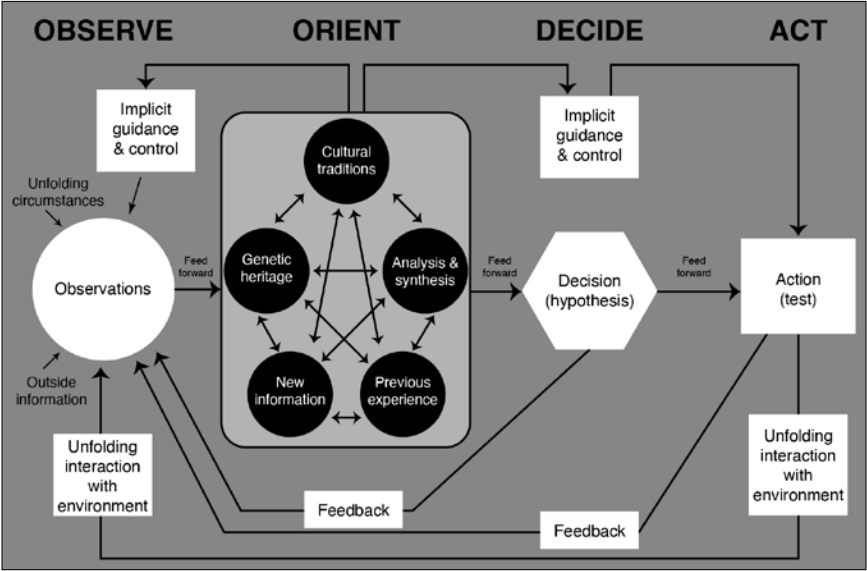 OBSERVE
ORIENT
DECIDE
ACT
Implicit
guidance
& control
Unfolding
circumstances
Observations
Outside
information
Feed
forward
Cultural
traditions
Genetic
heritage
Analysis &
synthesis
New
information
Previous
experience
Feed
forward
Implicit
guidance
& control
Decision
(hypothesis)
Feed
forward
Action
(test)
Unfolding
interaction
with
environment
Feedback
Feedback
Unfolding
interaction
with
environment